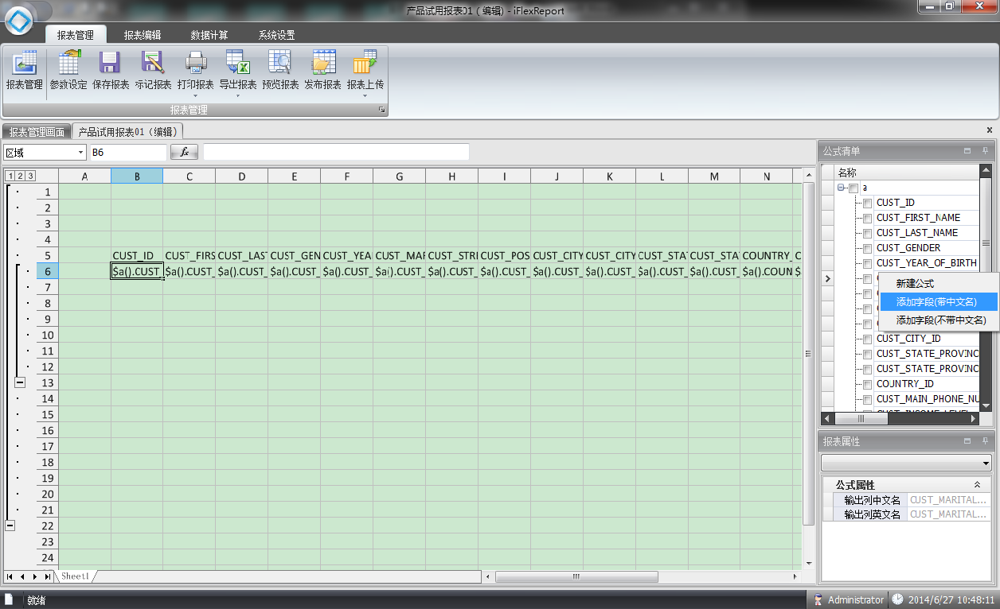 产品试用报表01（编辑) - iFlexReport
报表管理 报表编辑 数据计算 系统设置
报表管理 参数设定 保存报表 标记报表 打印报表 导出报表 预览报表 发布报表 报表上传
报表管理
报表管理画面 产品试用报表01（编辑）
区域 B6 fx
1 2 3
A B C D E F G H I J K L M N
1
2
3
4
5 CUST_ID CUST_FIRS CUST_LAS CUST_GEN CUST_YEA CUST_MAR CUST_STRE CUST_POS CUST_CITY CUST_CITY CUST_STAT CUST_STA COUNTRY_ C
6 $a().CUST_ $a().CUST_ $a().CUST_ $a().CUST_ $a().CUST_ $a().CUST_ $a().CUST_ $a().CUST_ $a().CUST_ $a().CUST_ $a().CUST_ $a().CUST_ $a().COUN $
7
8
9
10
11
12
13
14
15
16
17
18
19
20
21
22
23
24
Sheet1
公式清单
名称
a
CUST_ID
CUST_FIRST_NAME
CUST_LAST_NAME
CUST_GENDER
CUST_YEAR_OF_BIRTH
新建公式
添加字段(带中文名)
添加字段(不带中文名)
CUST_CITY_ID
CUST_STATE_PROVINC
CUST_STATE_PROVINC
COUNTRY_ID
CUST_MAIN_PHONE_NU
CUST_INCOME_LEVEL
报表属性
公式属性
输出列中文名 CUST_MARITAL...
输出列英文名 CUST_MARITAL...
就绪 Administrator 2014/6/27 10:48:11